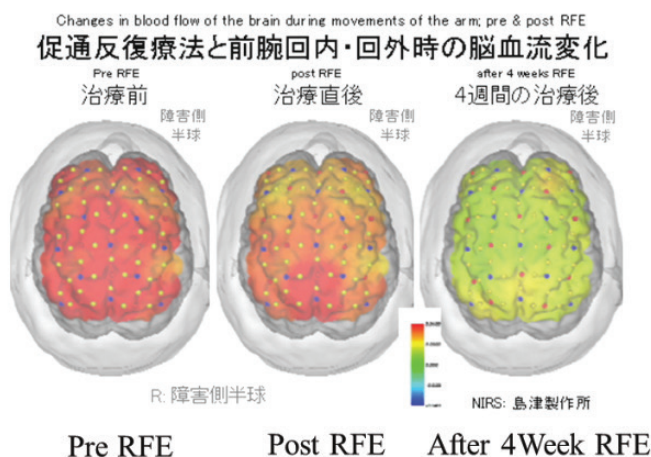 Changes in blood flow of the brain during movements of the arm; pre & post RFE
促通反復療法と前腕回内・回外時の脳血流変化
Pre RFE
治療前
障害側
半球
post RFE
治療直後
障害側
半球
after 4 weeks RFE
4週間の治療後
障害側
半球
R: 障害側半球
NIRS: 島津製作所
Pre RFE
Post RFE
After 4Week RFE